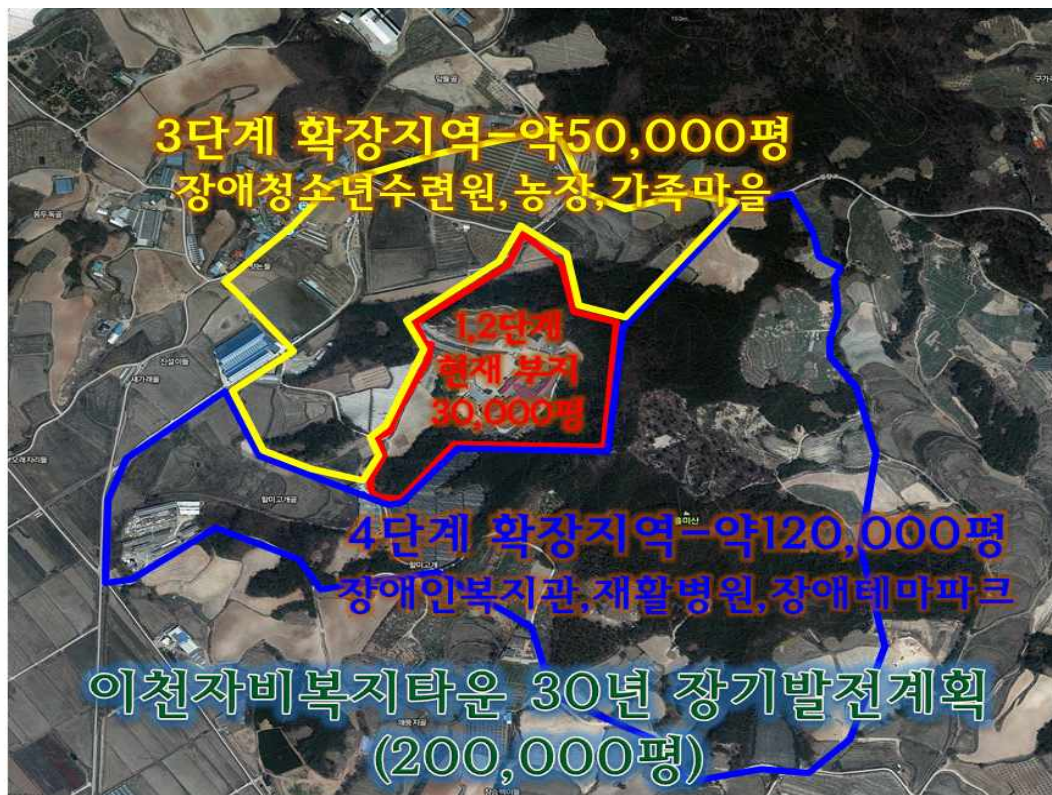 3단계 확장지역-약50,000평
장애청소년수련원,농장,가족마을
1,2단계
현재 부지
30,000평
4단계 확장지역-약120,000평
장애인복지관,재활병원,장애테마파크
이천자비복지타운 30년 장기발전계획
(200,000평)